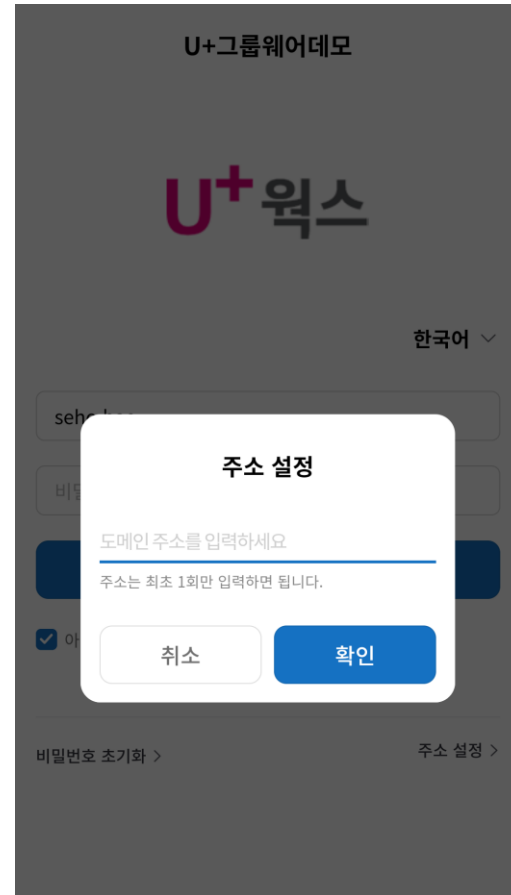 U+그룹웨어데모
U+웍스
한국어
주소 설정
도메인 주소를 입력하세요
주소는 최초 1회만 입력하면 됩니다.
취소
확인
비밀번호 초기화 >
주소 설정 >